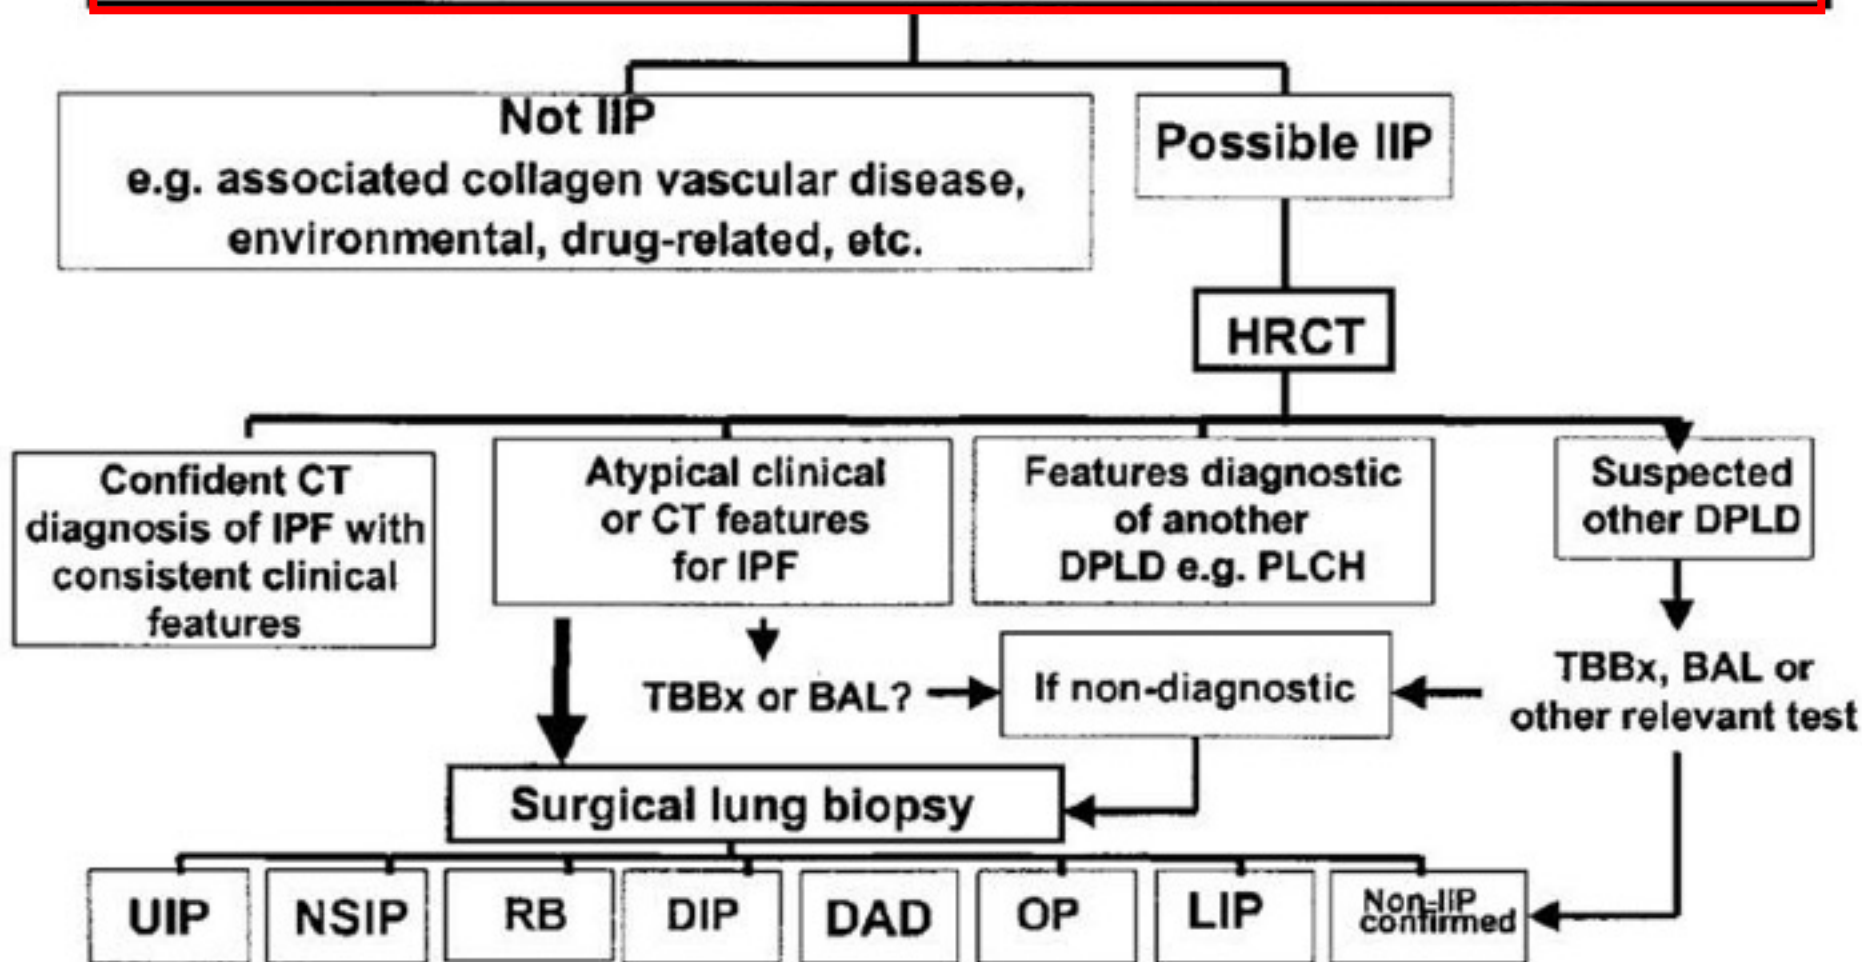 Not IIP
e.g. associated collagen vascular disease,
environmental, drug-related, etc.
Possible IIP
HRCT
Confident CT
diagnosis of IPF with
consistent clinical
features
Atypical clinical
or CT features
for IPF
Features diagnostic
of another
DPLD e.g. PLCH
Suspected
other DPLD
TBBx or BAL?
If non-diagnostic
TBBx, BAL or
other relevant test
Surgical lung biopsy
UIP
NSIP
RB
DIP
DAD
OP
LIP
Non-IIP
confirmed